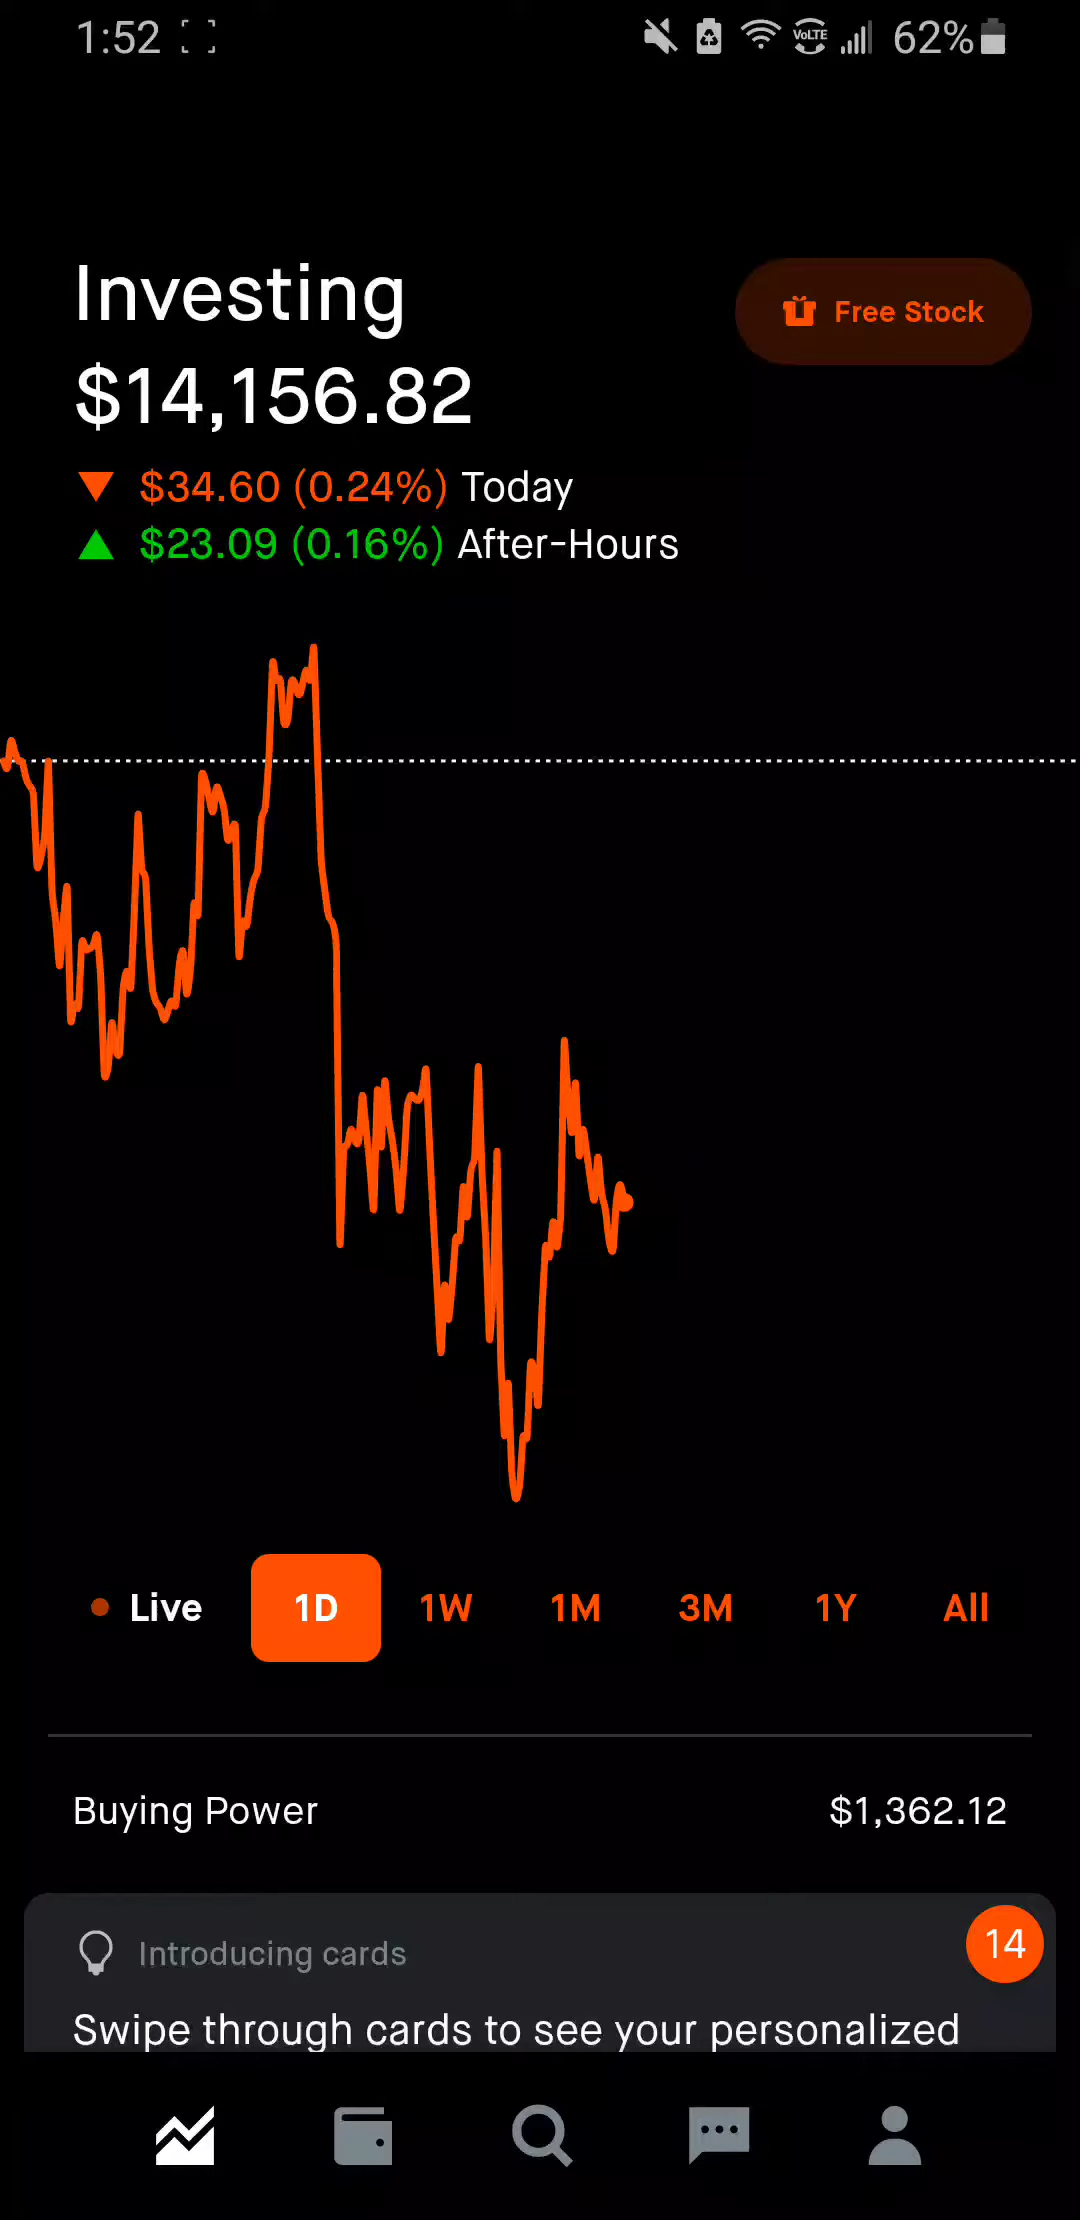 1:52
VoLTE
62%
Investing
Free Stock
$14,156.82
▼ $34.60 (0.24%) Today
▲ $23.09 (0.16%) After-Hours
Live 1D 1W 1M 3M 1Y All
Buying Power $1,362.12
Introducing cards 14
Swipe through cards to see your personalized